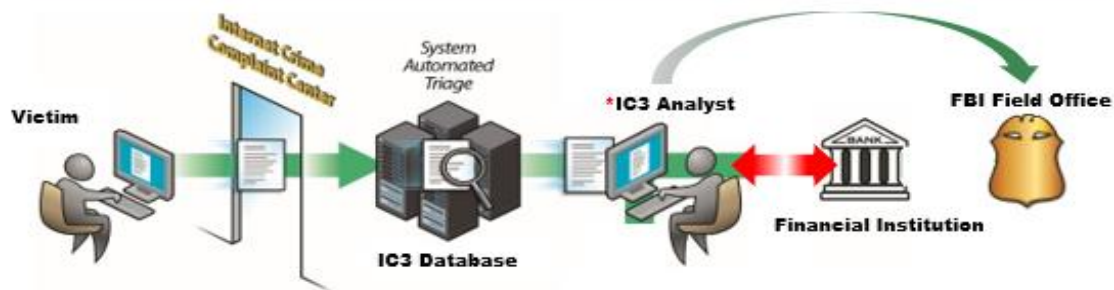 Internet Crime
Complaint Center
System
Automated
Triage
Victim
*IC3 Analyst
FBI Field Office
BANK
IC3 Database
Financial Institution